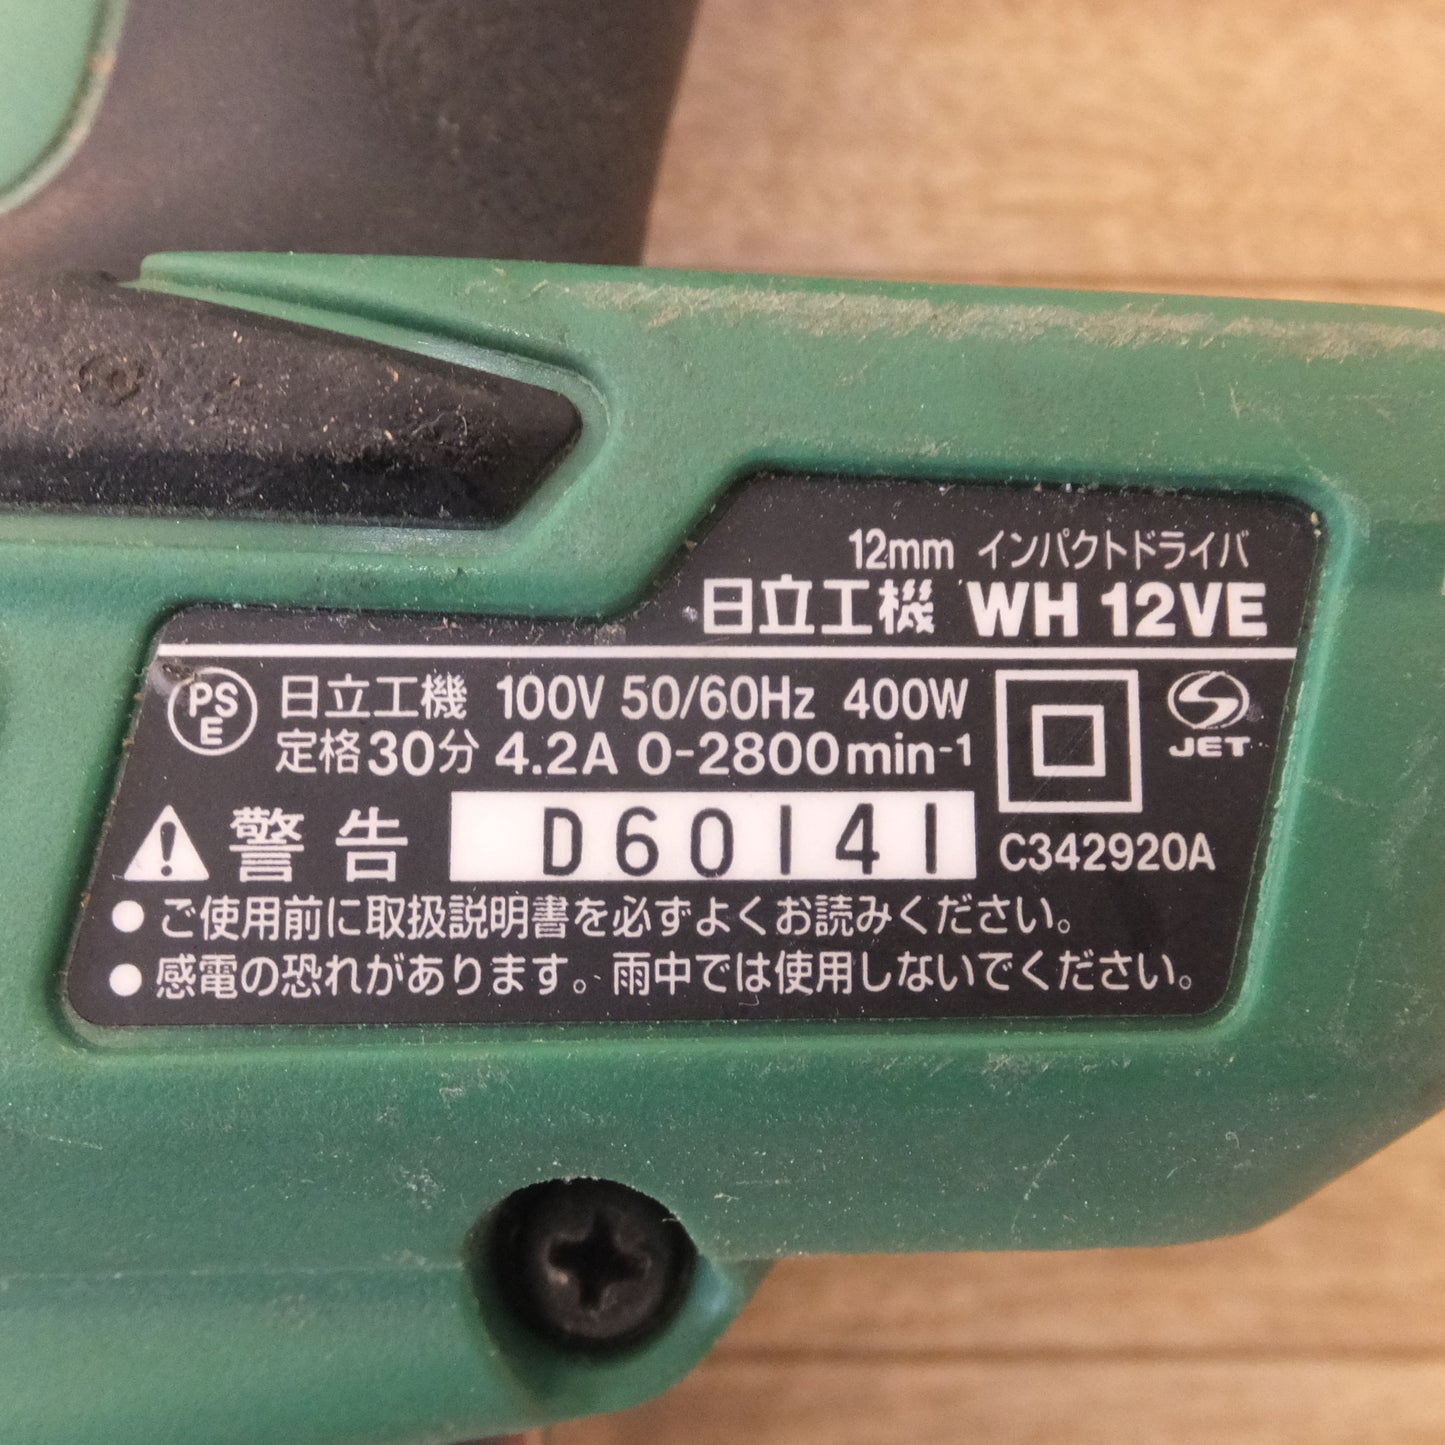 12mm インパクトドライバ
日立工機 WH 12VE
PS E 日立工機 100V 50/60Hz 400W
定格30分 4.2A 0-2800min-1
JET
警告 D60141 C342920A
● ご使用前に取扱説明書を必ずよくお読みください。
● 感電の恐れがあります。雨中では使用しないでください。